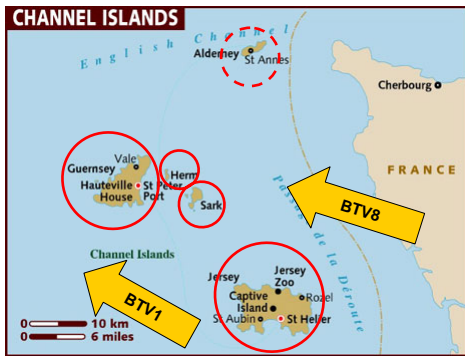 CHANNEL ISLANDS
English Channel
Alderney
St Annes
Cherbourg
FRANCE
Vale
Guernsey
Hauteville
House
St Peter
Port
Herm
Sark
Passage de la Déroute
BTV8
Channel Islands
BTV1
Jersey
Jersey
Zoo
Rozel
Captive
Island
St Aubin
St Helier
0 10 km
0 6 miles